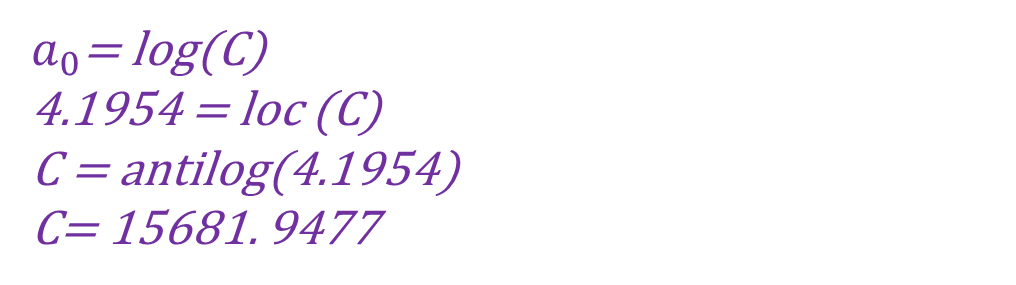 a₀ = log(C)
4.1954 = loc (C)
C = antilog(4.1954)
C= 15681. 9477